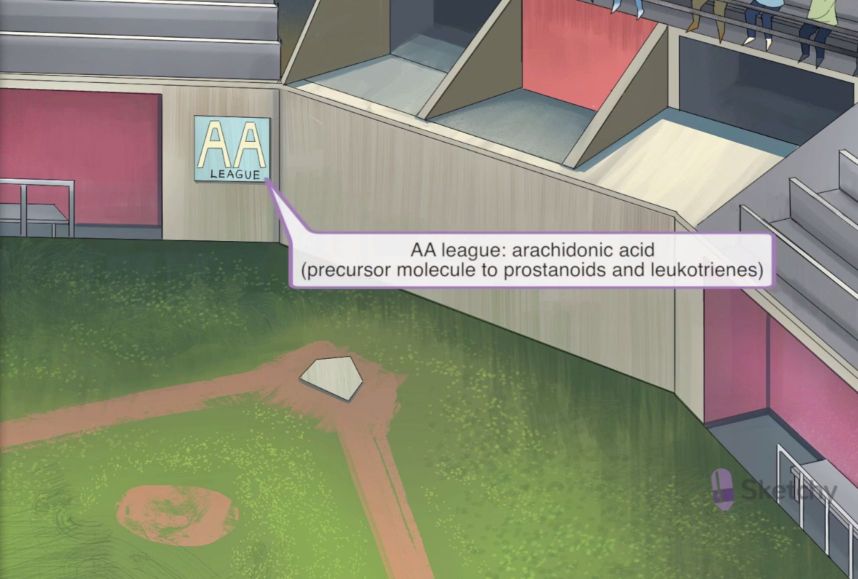 AA
LEAGUE
AA league: arachidonic acid
(precursor molecule to prostanoids and leukotrienes)
Sketchy